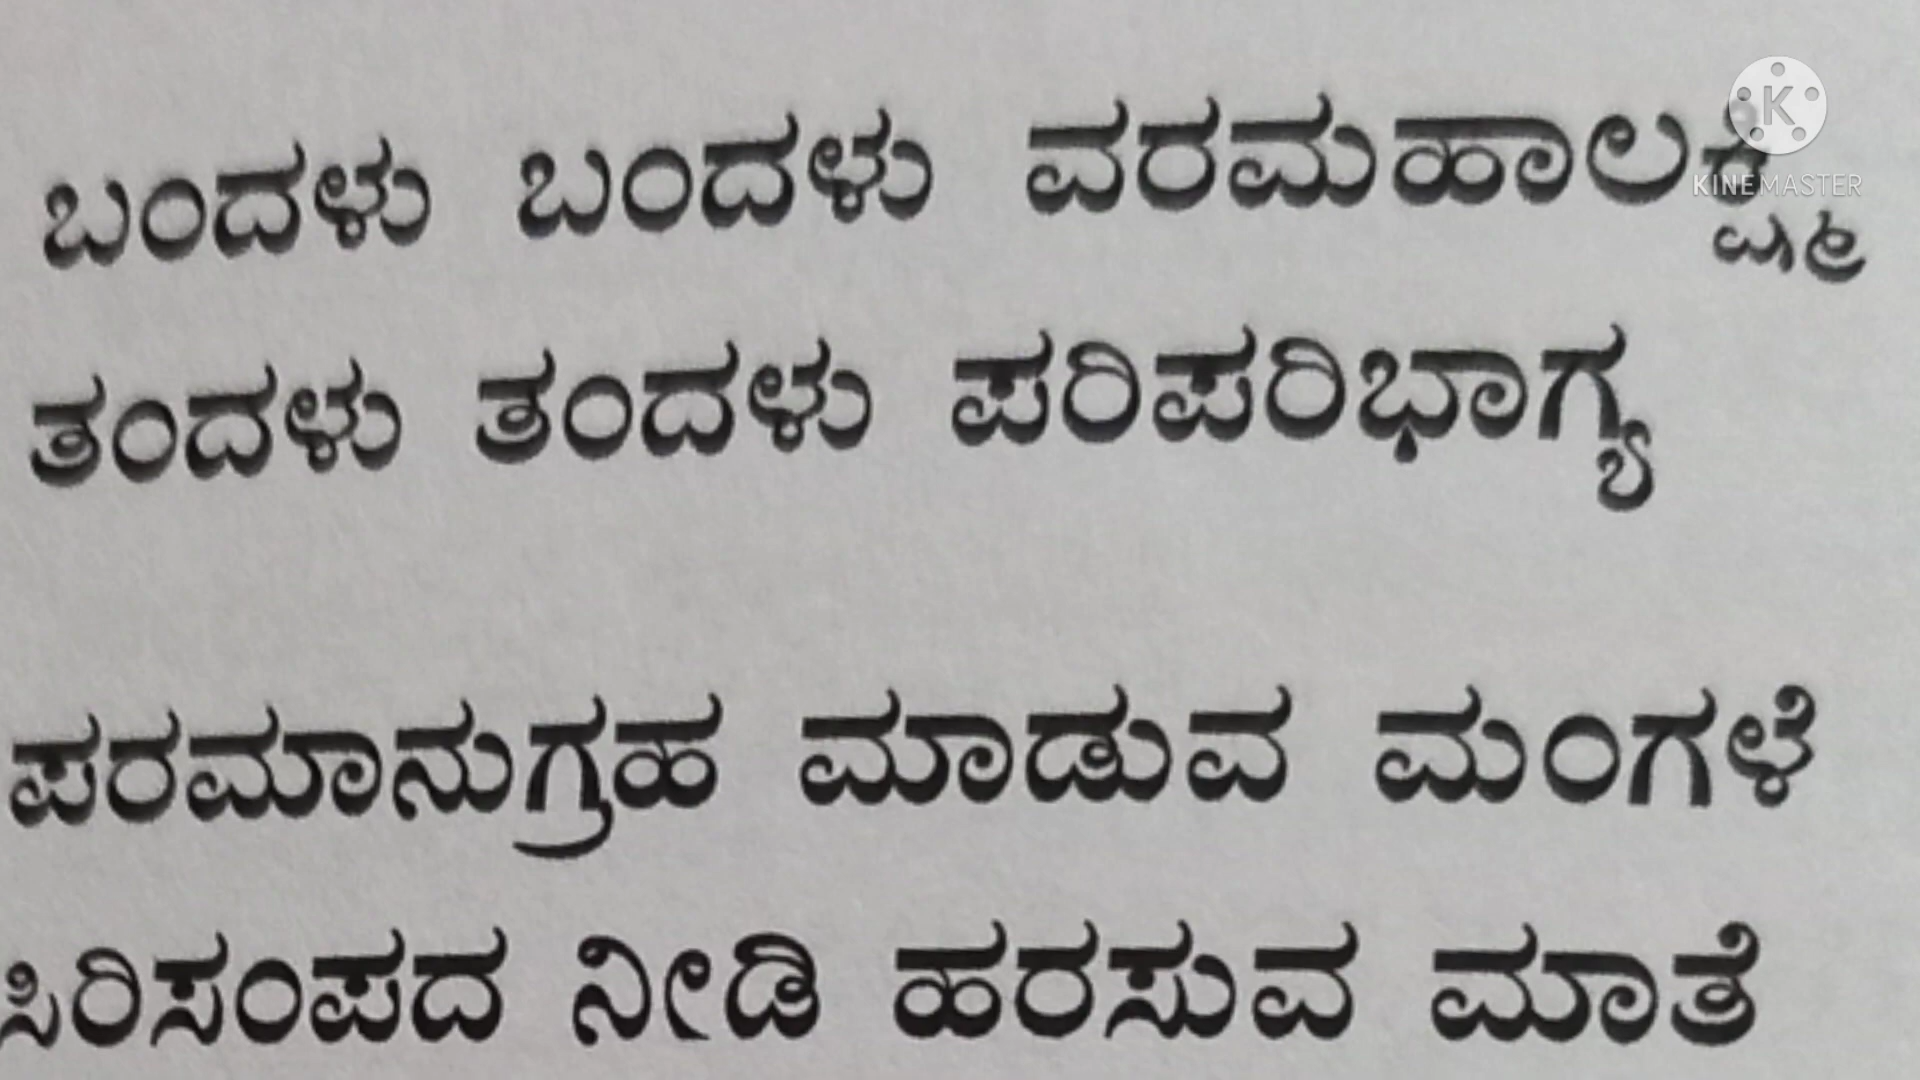 ಬಂದಳು ಬಂದಳು ವರಮಹಾಲಕ್ಷ್ಮಿ
ತಂದಳು ತಂದಳು ಪರಿಪರಿಭಾಗ್ಯ
ಪರಮಾನುಗ್ರಹ ಮಾಡುವ ಮಂಗಳೆ
ಸಿರಿಸಂಪದ ನೀಡಿ ಹರಸುವ ಮಾತೆ
KINEMASTER